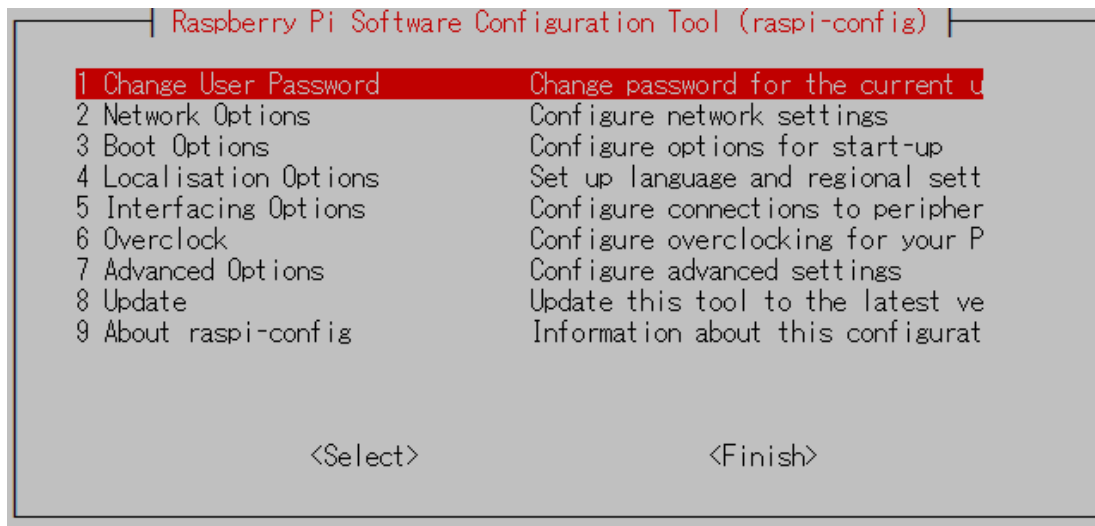 Raspberry Pi Software Configuration Tool (raspi-config)
1 Change User Password Change password for the current u
2 Network Options Configure network settings
3 Boot Options Configure options for start-up
4 Localisation Options Set up language and regional sett
5 Interfacing Options Configure connections to peripher
6 Overclock Configure overclocking for your P
7 Advanced Options Configure advanced settings
8 Update Update this tool to the latest ve
9 About raspi-config Information about this configurat
<Select> <Finish>